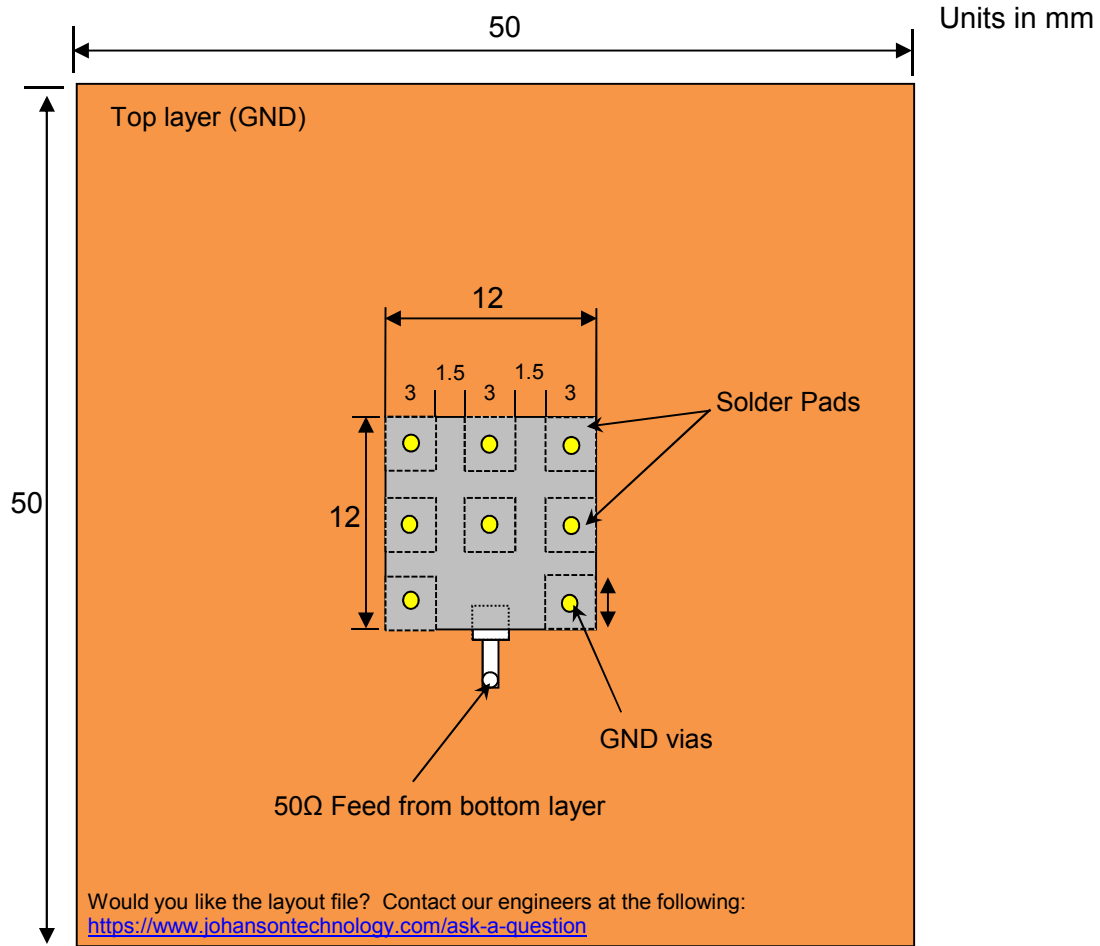 Units in mm
50
Top layer (GND)
12
3 1.5 3 1.5 3
Solder Pads
50
12
GND vias
50Ω Feed from bottom layer
Would you like the layout file? Contact our engineers at the following:
https://www.johansontechnology.com/ask-a-question